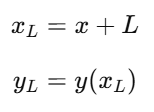 x_L = x + L
y_L = y(x_L)